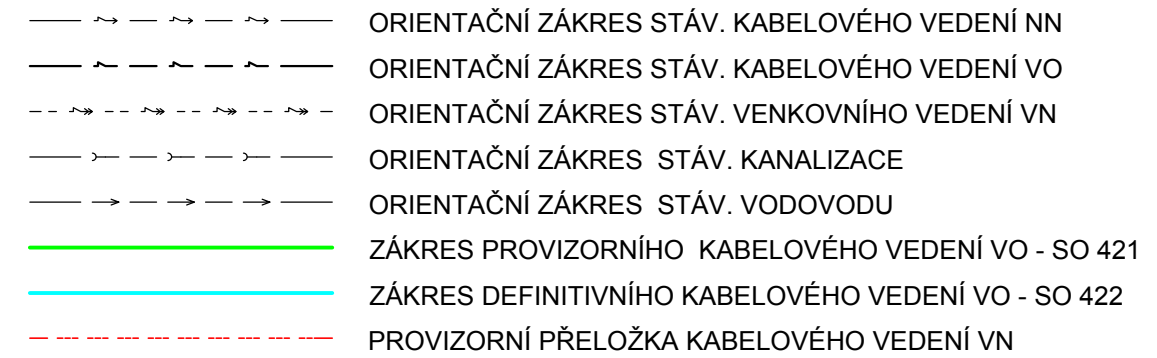 ORIENTAČNÍ ZÁKRES STÁV. KABELOVÉHO VEDENÍ NN
ORIENTAČNÍ ZÁKRES STÁV. KABELOVÉHO VEDENÍ VO
ORIENTAČNÍ ZÁKRES STÁV. VENKOVNÍHO VEDENÍ VN
ORIENTAČNÍ ZÁKRES STÁV. KANALIZACE
ORIENTAČNÍ ZÁKRES STÁV. VODOVODU
ZÁKRES PROVIZORNÍHO KABELOVÉHO VEDENÍ VO - SO 421
ZÁKRES DEFINITIVNÍHO KABELOVÉHO VEDENÍ VO - SO 422
PROVIZORNÍ PŘELOŽKA KABELOVÉHO VEDENÍ VN